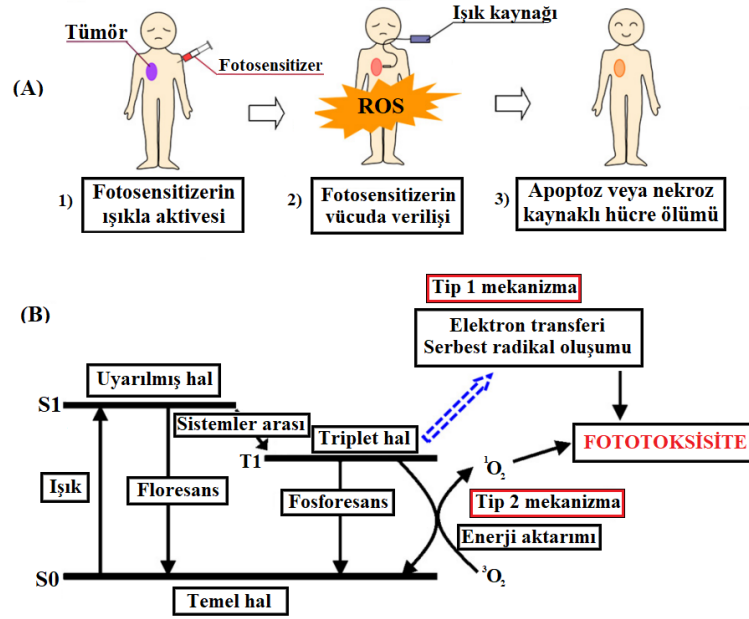 Tümör
Fotosensitizer
Işık kaynağı
(A)
ROS
1) Fotosensitizerin
ışıkla aktivesi
2) Fotosensitizerin
vücuda verilişi
3) Apoptoz veya nekroz
kaynaklı hücre ölümü
(B)
Tip 1 mekanizma
Elektron transferi
Serbest radikal oluşumu
Uyarılmış hal
S1
Sistemler arası
Triplet hal
T1
FOTOTOKSİSİTE
¹O₂
Işık
Floresans
Fosforesans
Tip 2 mekanizma
Enerji aktarımı
S0
³O₂
Temel hal